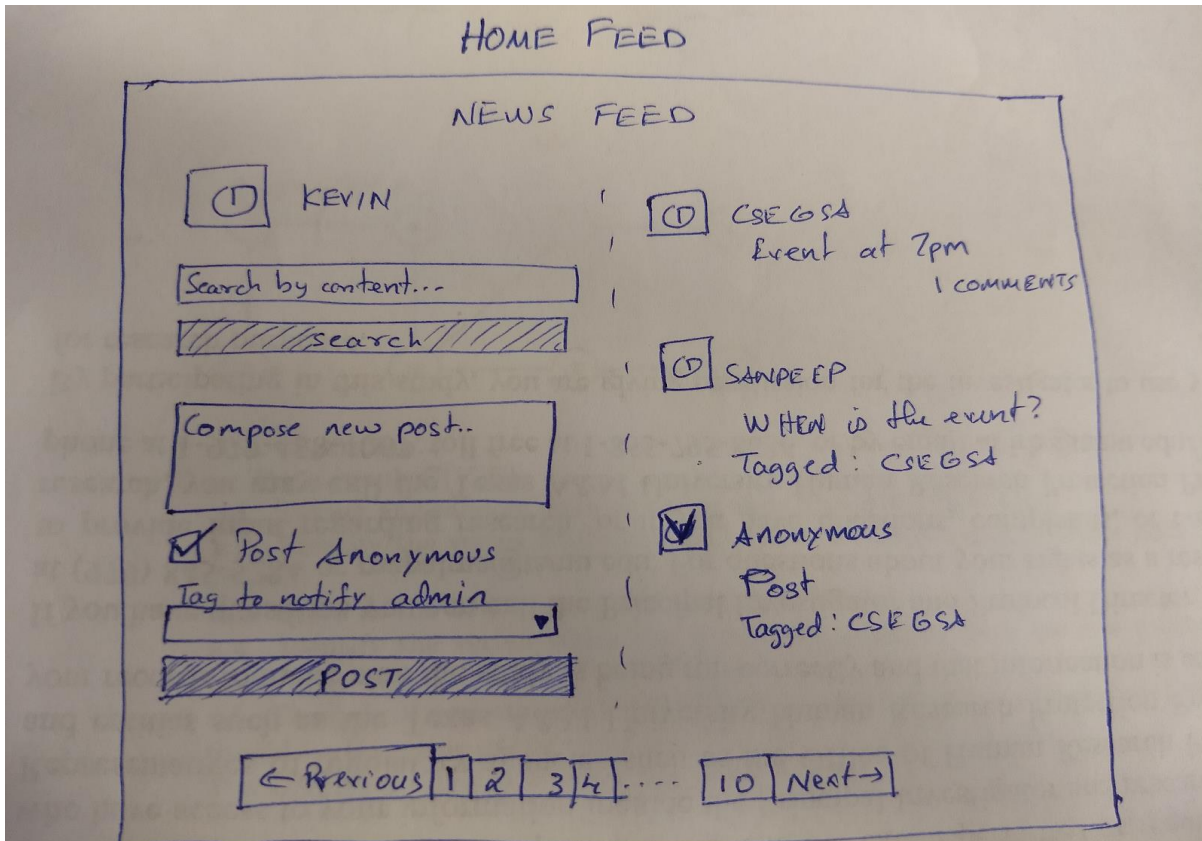 HOME FEED
NEWS FEED
KEVIN
Search by content...
search
Compose new post..
Post Anonymous
Tag to notify admin
POST
CSEGSA
Event at 7pm
1 COMMENTS
SANDEEP
WHEN is the event?
Tagged: CSEGSA
Anonymous
Post
Tagged: CSEGSA
← Previous 1 2 3 4 .... 10 Next →